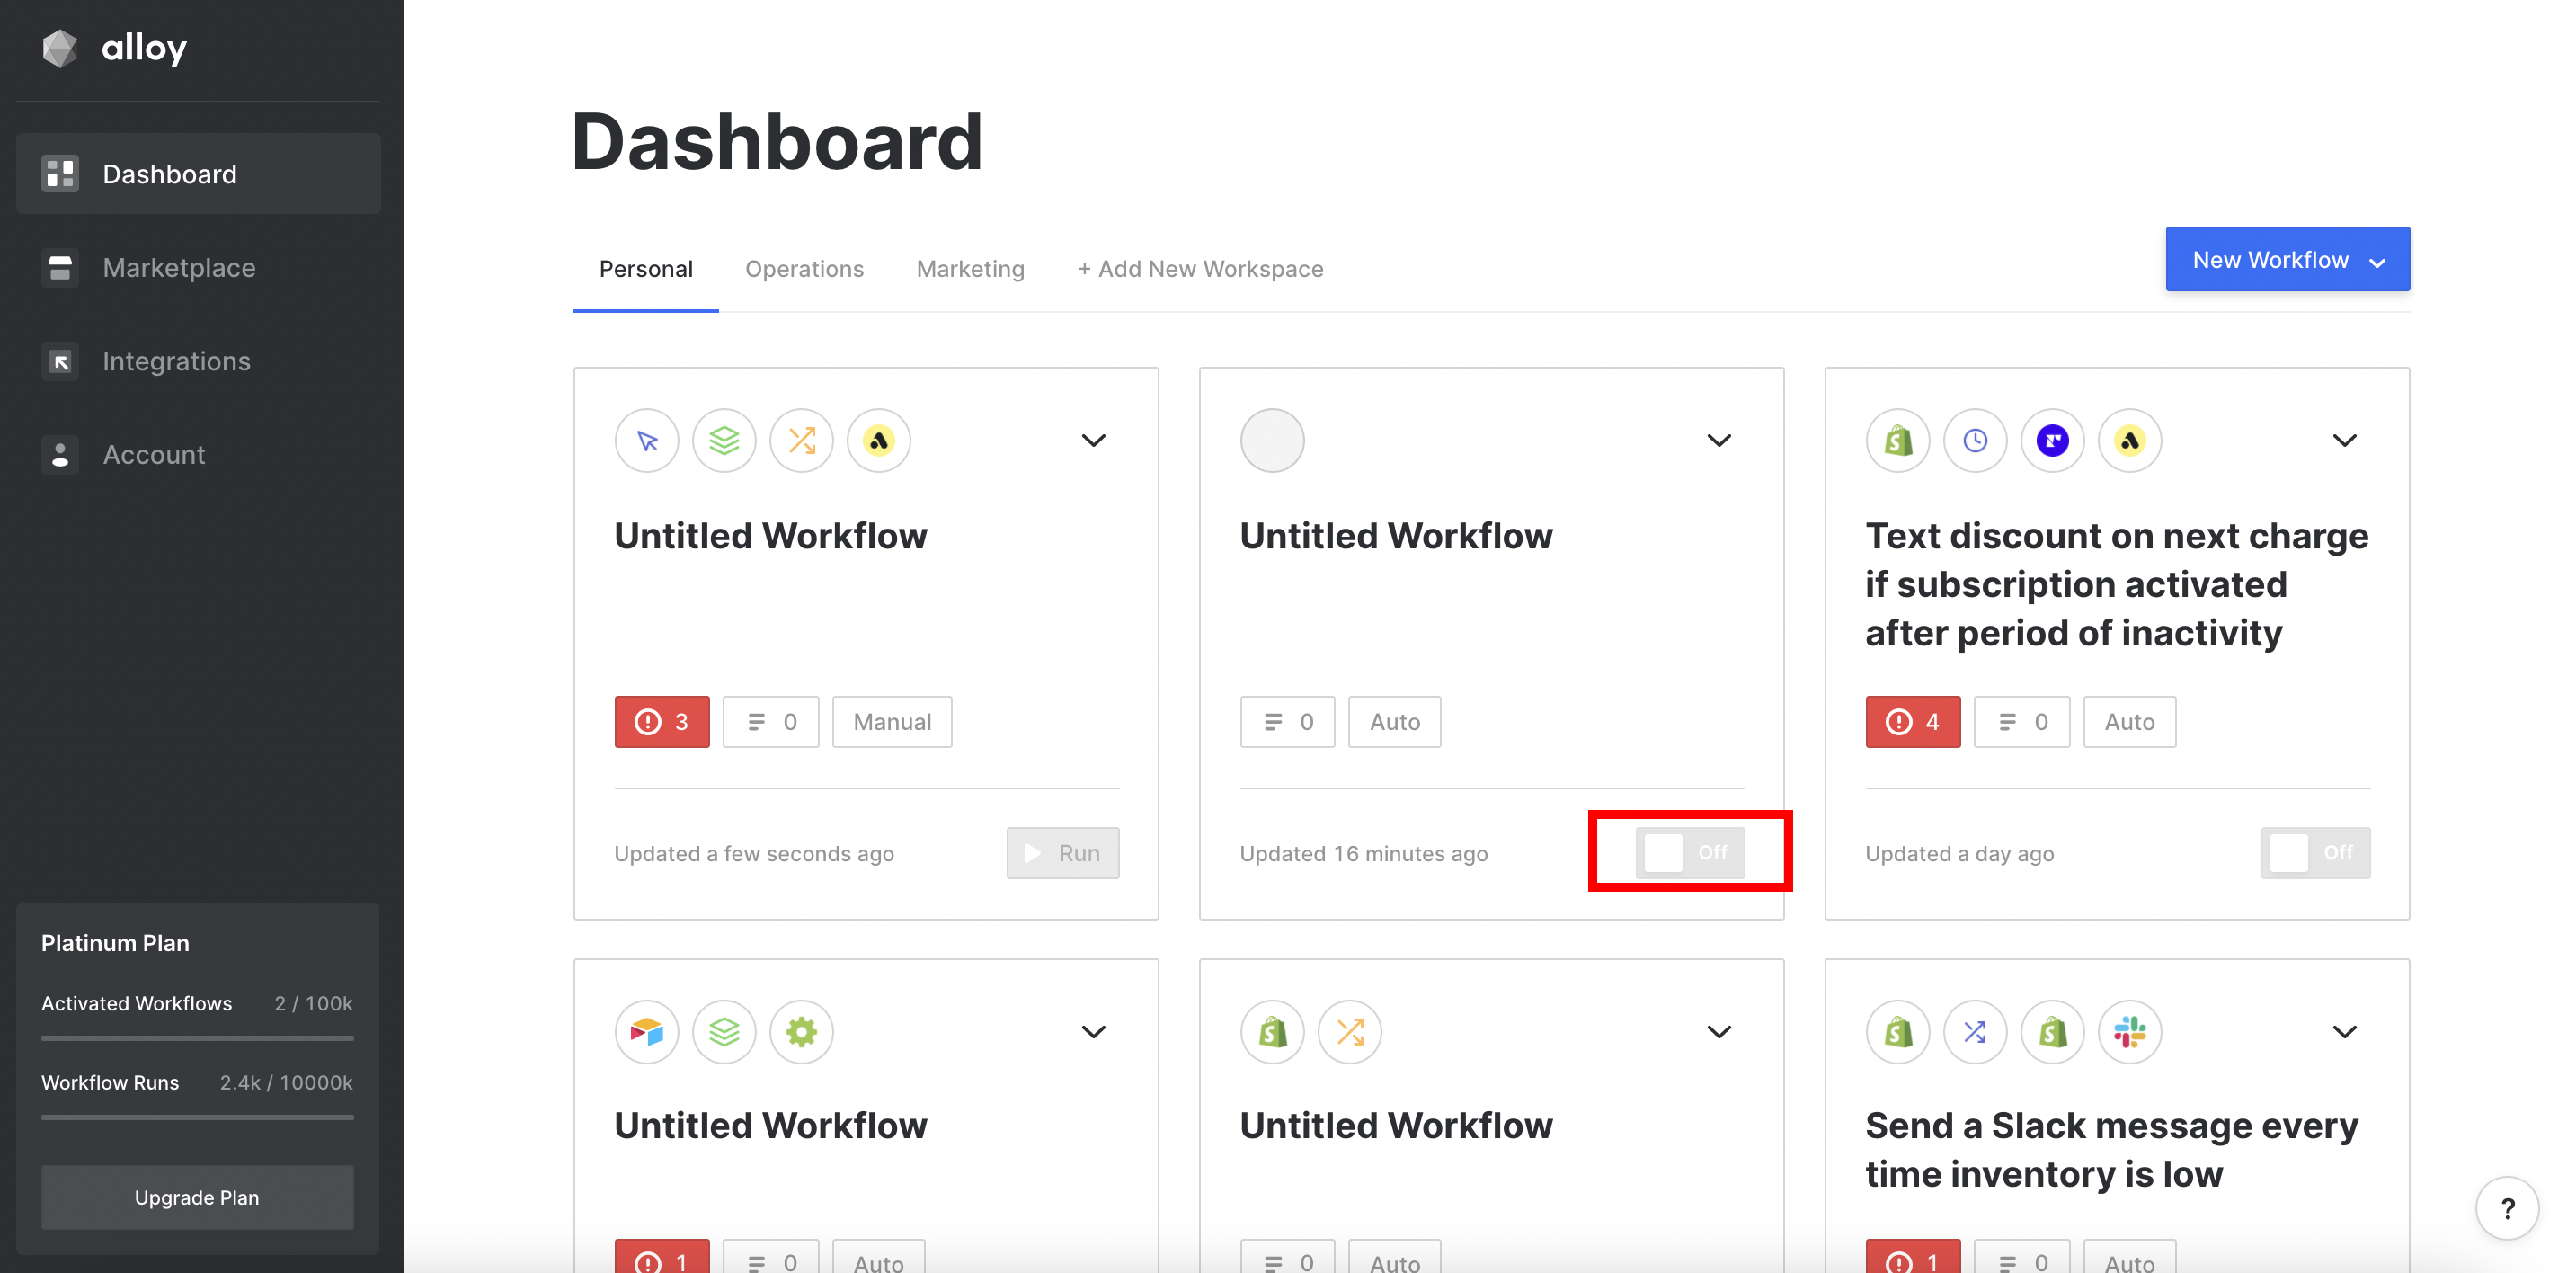 alloy
Dashboard
Marketplace
Integrations
Account
Platinum Plan
Activated Workflows 2 / 100k
Workflow Runs 2.4k / 10000k
Upgrade Plan
Dashboard
Personal Operations Marketing + Add New Workspace
New Workflow
Untitled Workflow
3 0 Manual
Updated a few seconds ago Run
Untitled Workflow
0 Auto
Updated 16 minutes ago Off
Text discount on next charge
if subscription activated
after period of inactivity
4 0 Auto
Updated a day ago Off
Untitled Workflow
1 0 Auto
Untitled Workflow
0 Auto
Send a Slack message every
time inventory is low
1 0 Auto
?